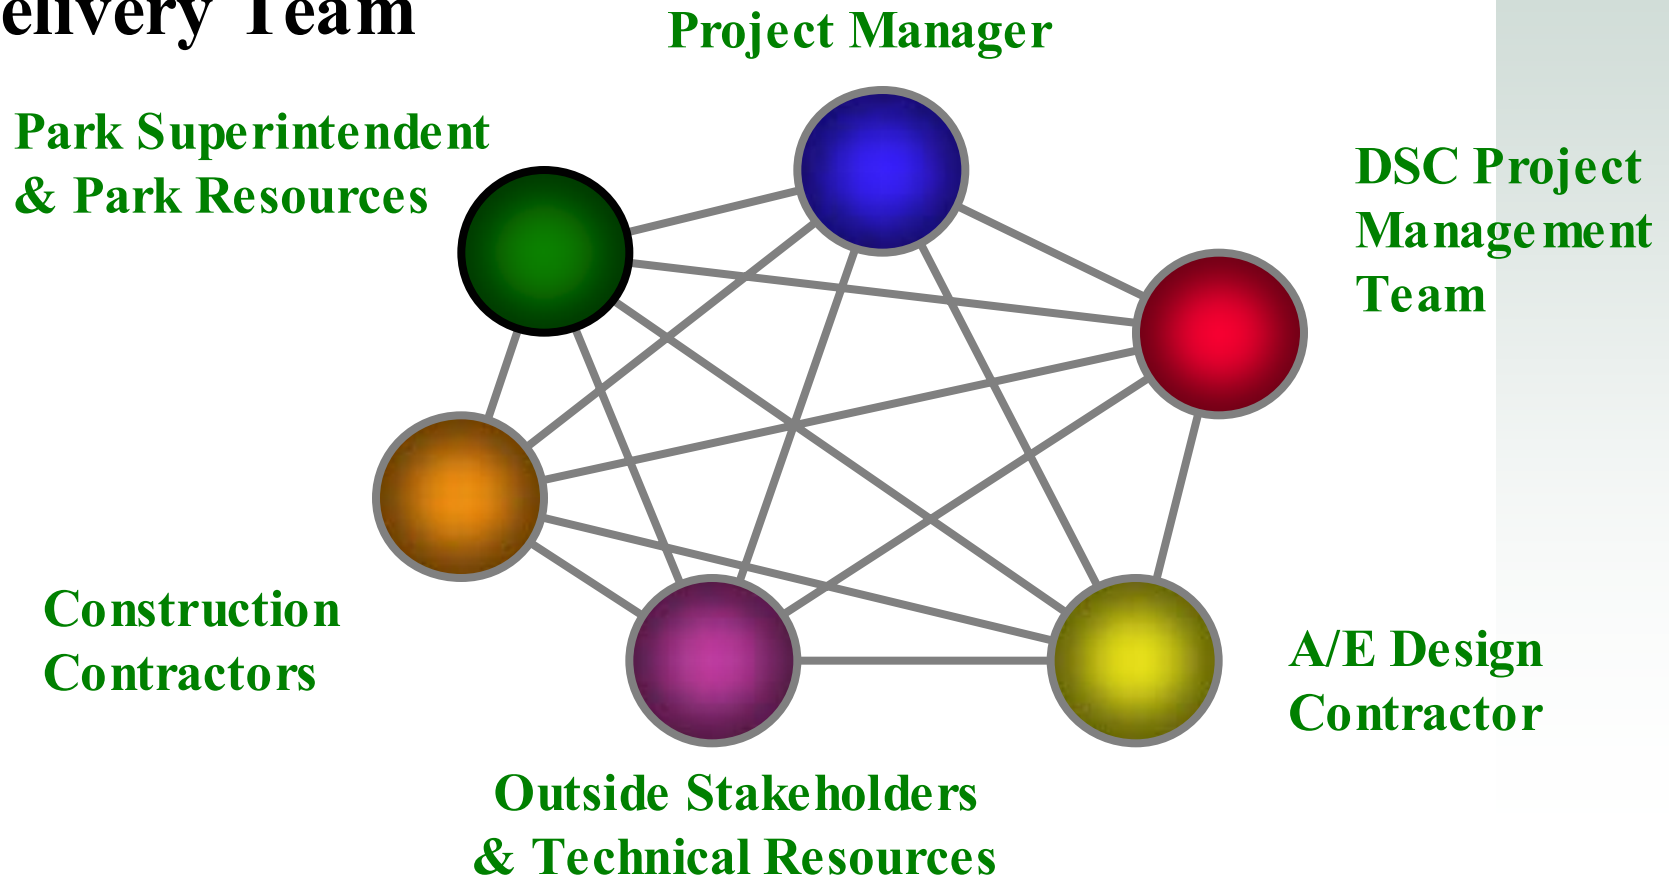 elivery Team
Project Manager
Park Superintendent
& Park Resources
DSC Project
Management
Team
Construction
Contractors
A/E Design
Contractor
Outside Stakeholders
& Technical Resources